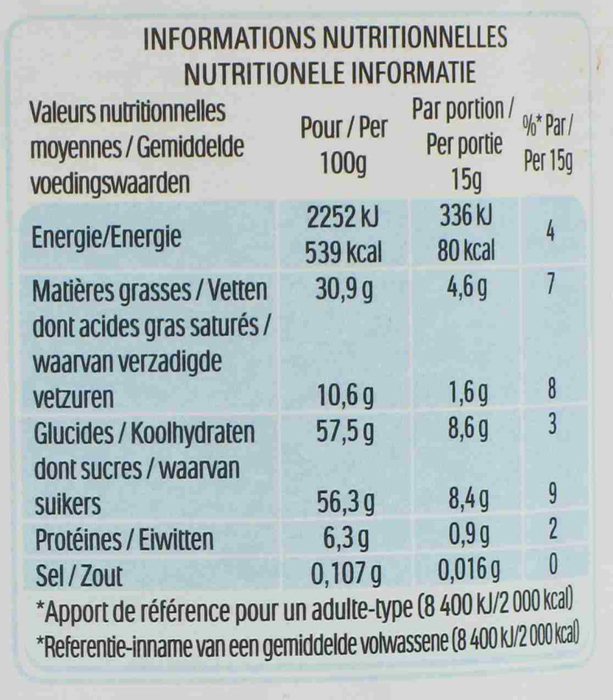 INFORMATIONS NUTRITIONNELLES
NUTRITIONELE INFORMATIE
Valeurs nutritionnelles moyennes / Gemiddelde voedingswaarden Pour / Per 100g Par portion / Per portie 15g %* Par / Per 15g
Energie/Energie 2252 kJ 336 kJ 4
539 kcal 80 kcal
Matières grasses / Vetten 30,9 g 4,6 g 7
dont acides gras saturés /
waarvan verzadigde
vetzuren 10,6 g 1,6 g 8
Glucides / Koolhydraten 57,5 g 8,6 g 3
dont sucres / waarvan
suikers 56,3 g 8,4 g 9
Protéines / Eiwitten 6,3 g 0,9 g 2
Sel / Zout 0,107 g 0,016 g 0
*Apport de référence pour un adulte-type (8 400 kJ/2 000 kcal)
*Referentie-inname van een gemiddelde volwassene (8 400 kJ/2 000 kcal)